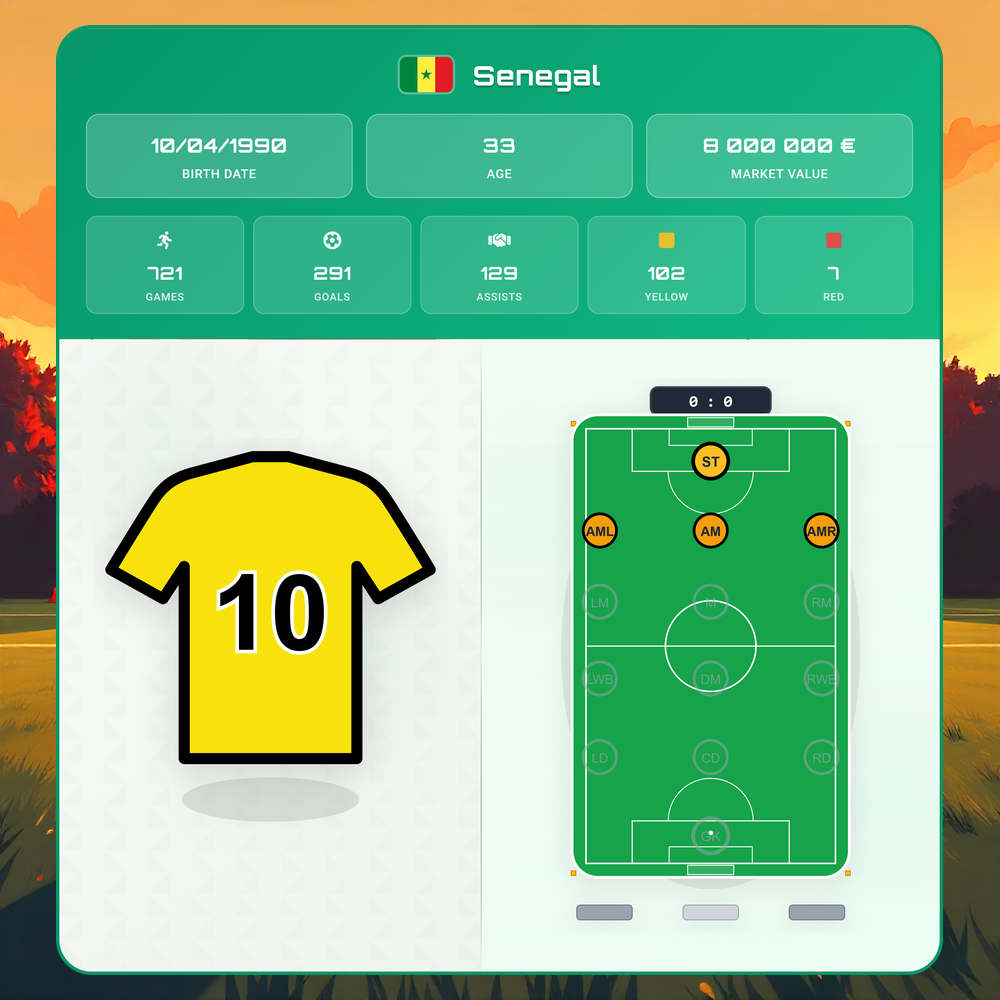 Senegal
10/04/1990
BIRTH DATE
33
AGE
8 000 000 €
MARKET VALUE
721
GAMES
291
GOALS
129
ASSISTS
102
YELLOW
7
RED
0 : 0
10
ST
AML
AM
AMR
LM
M
RM
LWB
DM
RWB
LD
CD
RD
GK